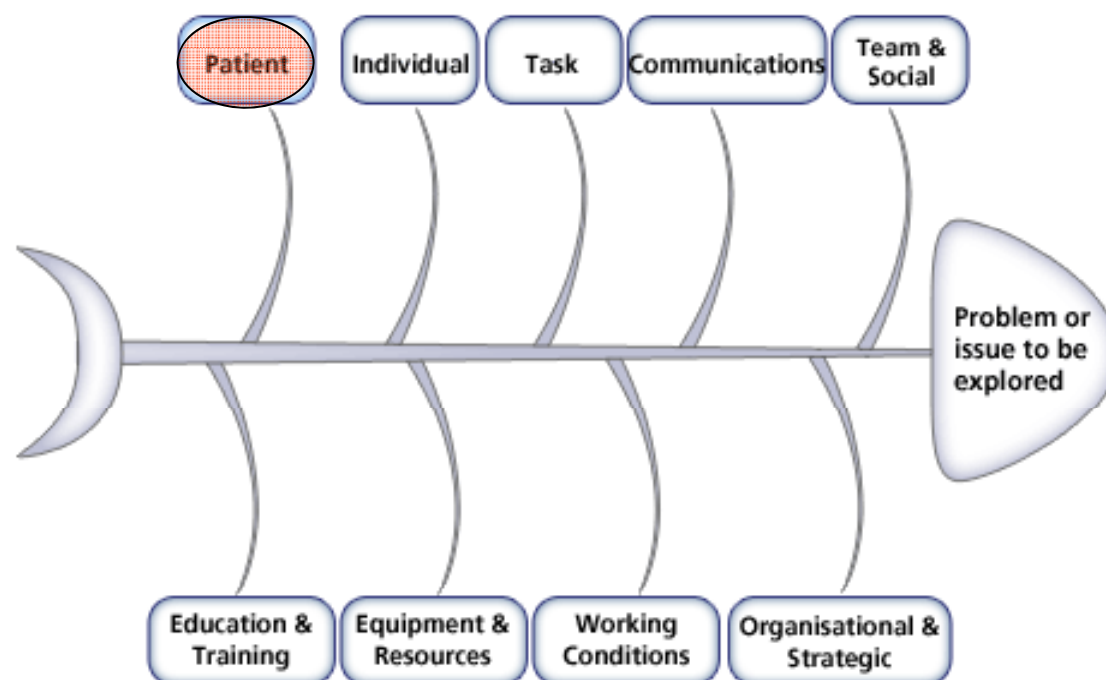 Patient
Individual
Task
Communications
Team &
Social
Problem or
issue to be
explored
Education &
Training
Equipment &
Resources
Working
Conditions
Organisational &
Strategic